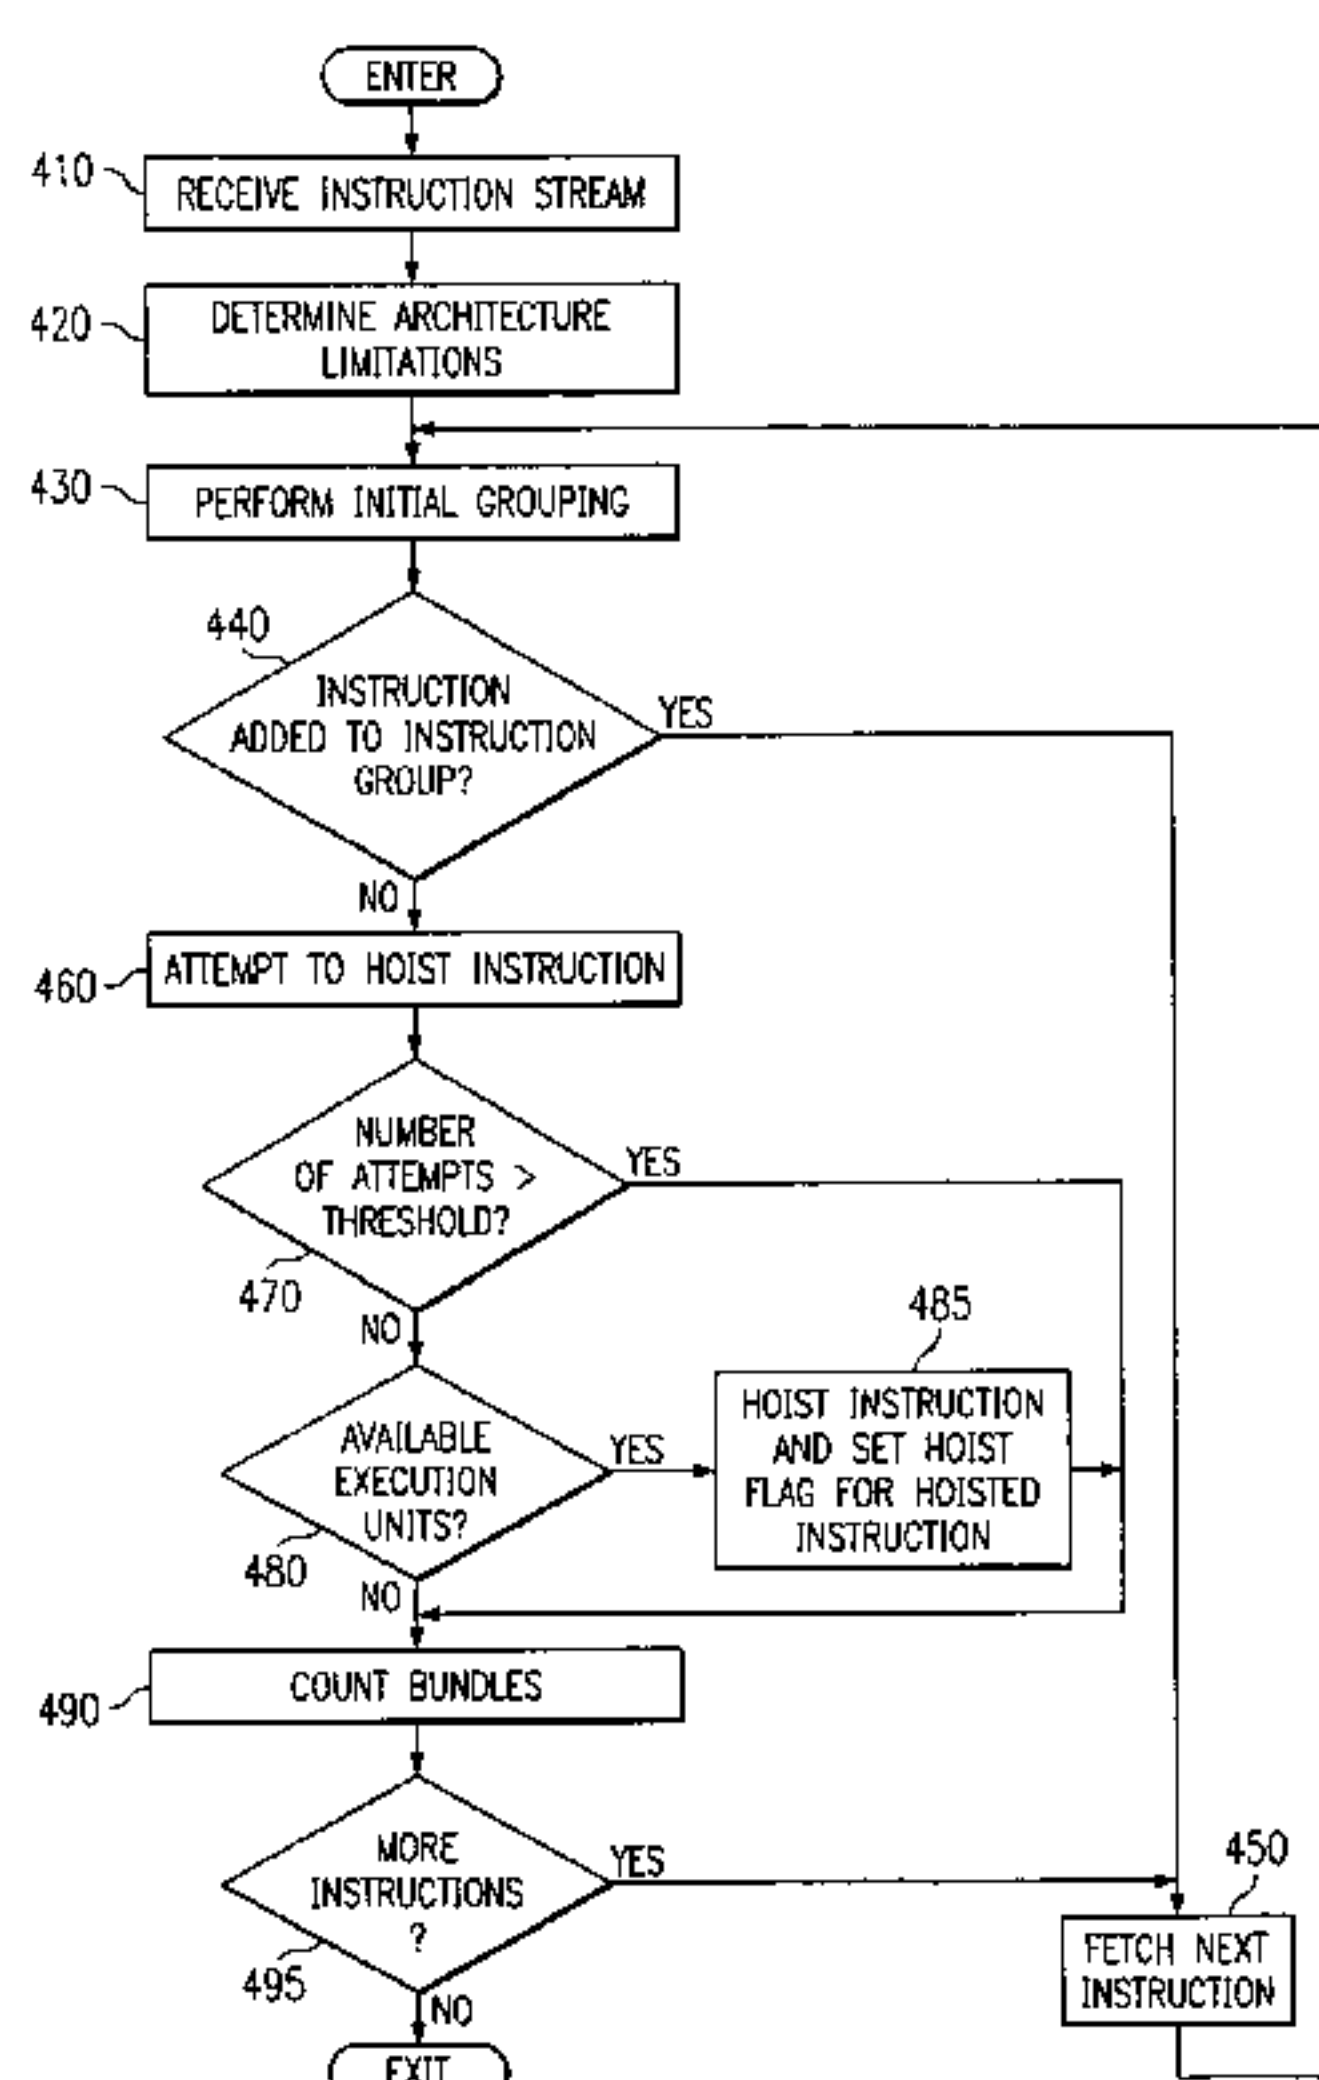 ENTER
410
RECEIVE INSTRUCTION STREAM
420
DETERMINE ARCHITECTURE
LIMITATIONS
430
PERFORM INITIAL GROUPING
440
INSTRUCTION
ADDED TO INSTRUCTION
GROUP?
YES
NO
460
ATTEMPT TO HOIST INSTRUCTION
NUMBER
OF ATTEMPTS >
THRESHOLD?
YES
470
NO
485
HOIST INSTRUCTION
AND SET HOIST
FLAG FOR HOISTED
INSTRUCTION
AVAILABLE
EXECUTION
UNITS?
YES
480
NO
490
COUNT BUNDLES
MORE
INSTRUCTIONS
?
YES
495
NO
450
FETCH NEXT
INSTRUCTION
EXIT